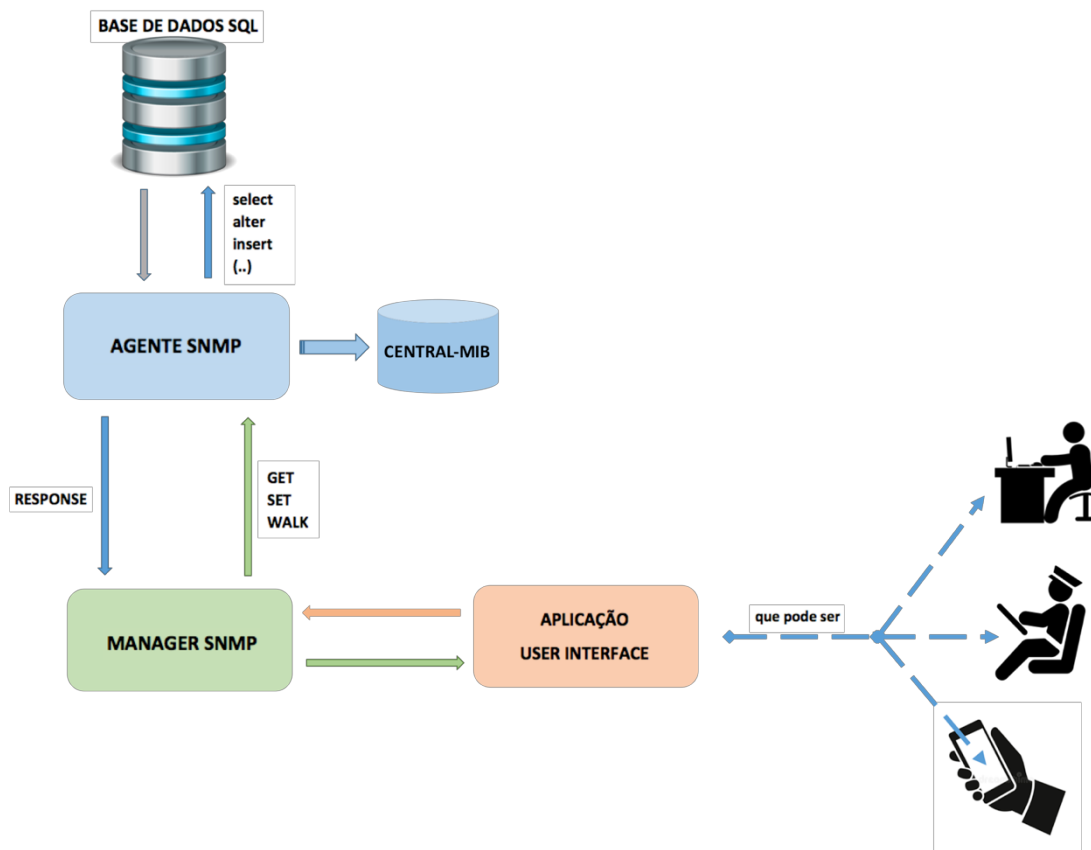 BASE DE DADOS SQL
select
alter
insert
(..)
AGENTE SNMP
CENTRAL-MIB
RESPONSE
GET
SET
WALK
MANAGER SNMP
APLICAÇÃO
USER INTERFACE
que pode ser